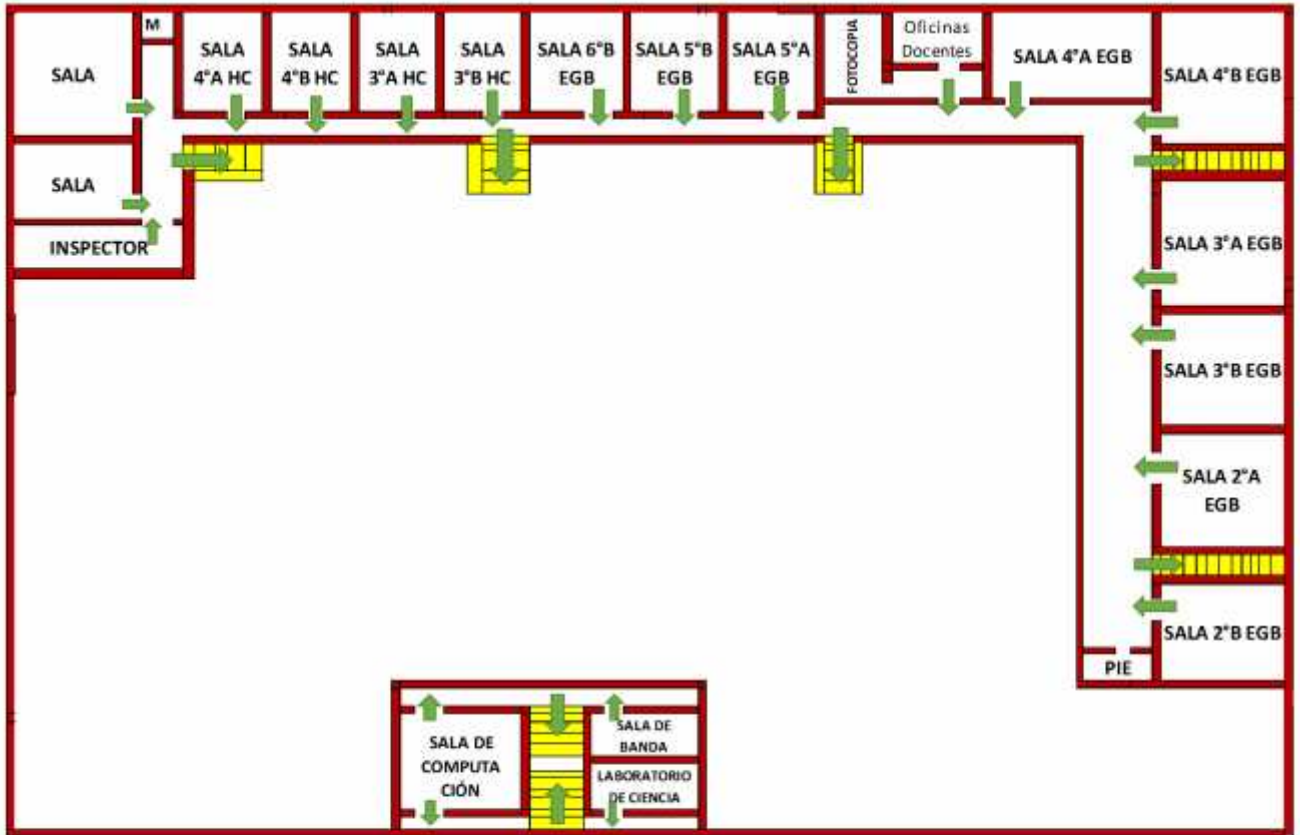 M
SALA
SALA
4°A HC
SALA
4°B HC
SALA
3°A HC
SALA
3°B HC
SALA 6°B
EGB
SALA 5°B
EGB
SALA 5°A
EGB
FOTOCOPIA
Oficinas
Docentes
SALA 4°A EGB
SALA 4°B EGB
SALA
INSPECTOR
SALA 3°A EGB
SALA 3°B EGB
SALA 2°A
EGB
SALA 2°B EGB
PIE
SALA DE
COMPUTA
CIÓN
SALA DE
BANDA
LABORATORIO
DE CIENCIA